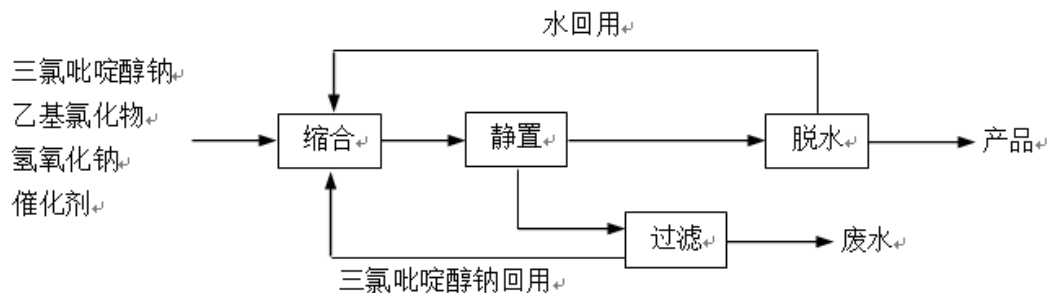 水回用
三氯吡啶醇钠
乙基氯化物
氢氧化钠
催化剂
缩合
静置
脱水
产品
过滤
废水
三氯吡啶醇钠回用